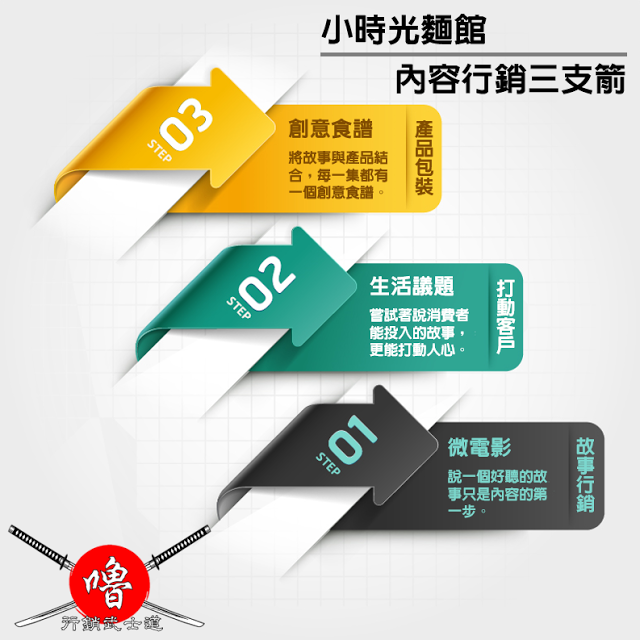 小時光麵館
內容行銷三支箭
STEP 03
創意食譜
將故事與產品結
合，每一集都有
一個創意食譜。
產品包裝
STEP 02
生活議題
嘗試著說消費者
能投入的故事，
更能打動人心。
打動客戶
STEP 01
微電影
說一個好聽的故
事只是內容的第
一步。
故事行銷
嚕
行銷武士道